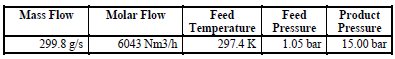 Mass Flow Molar Flow Feed Feed Product
Temperature Pressure Pressure
299.8 g/s 6043 Nm3/h 297.4 K 1.05 bar 15.00 bar